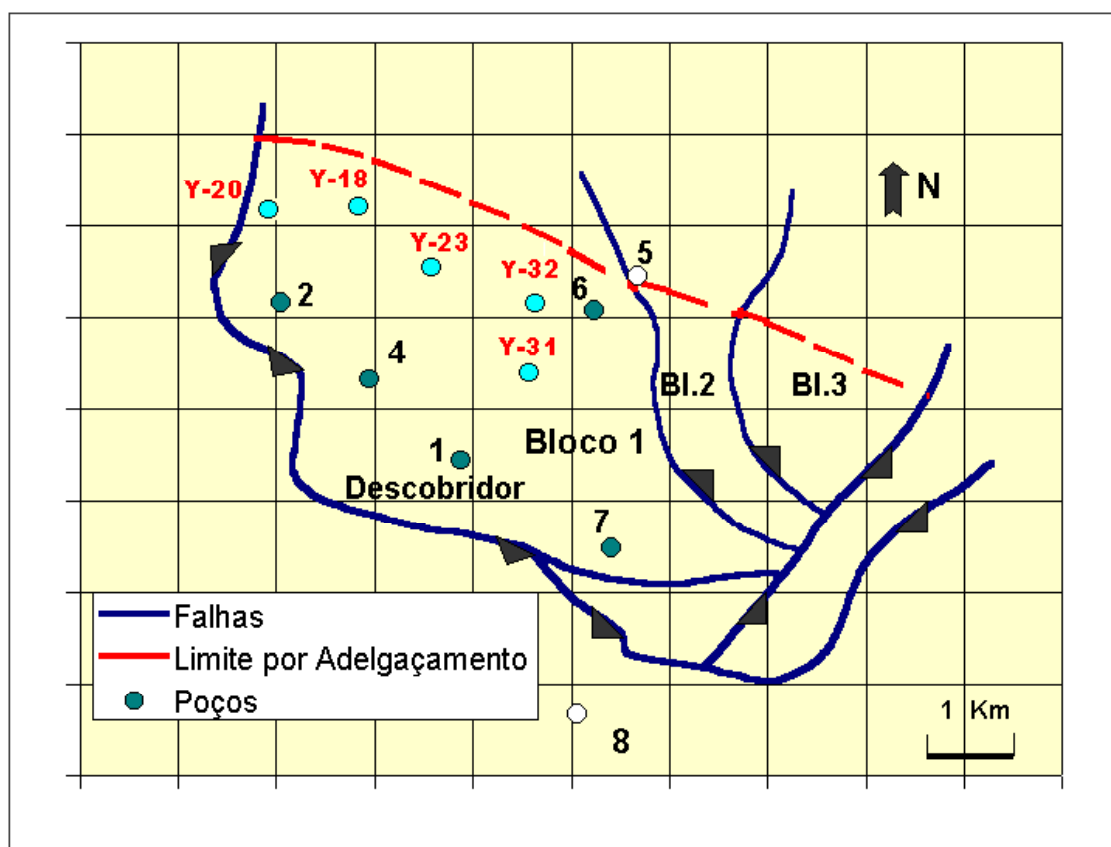 Y-20
Y-18
N
Y-23
5
Y-32
6
2
Y-31
4
Bl.2
Bl.3
1
Bloco 1
Descobridor
7
Falhas
Limite por Adelgaçamento
Poços
1 Km
8